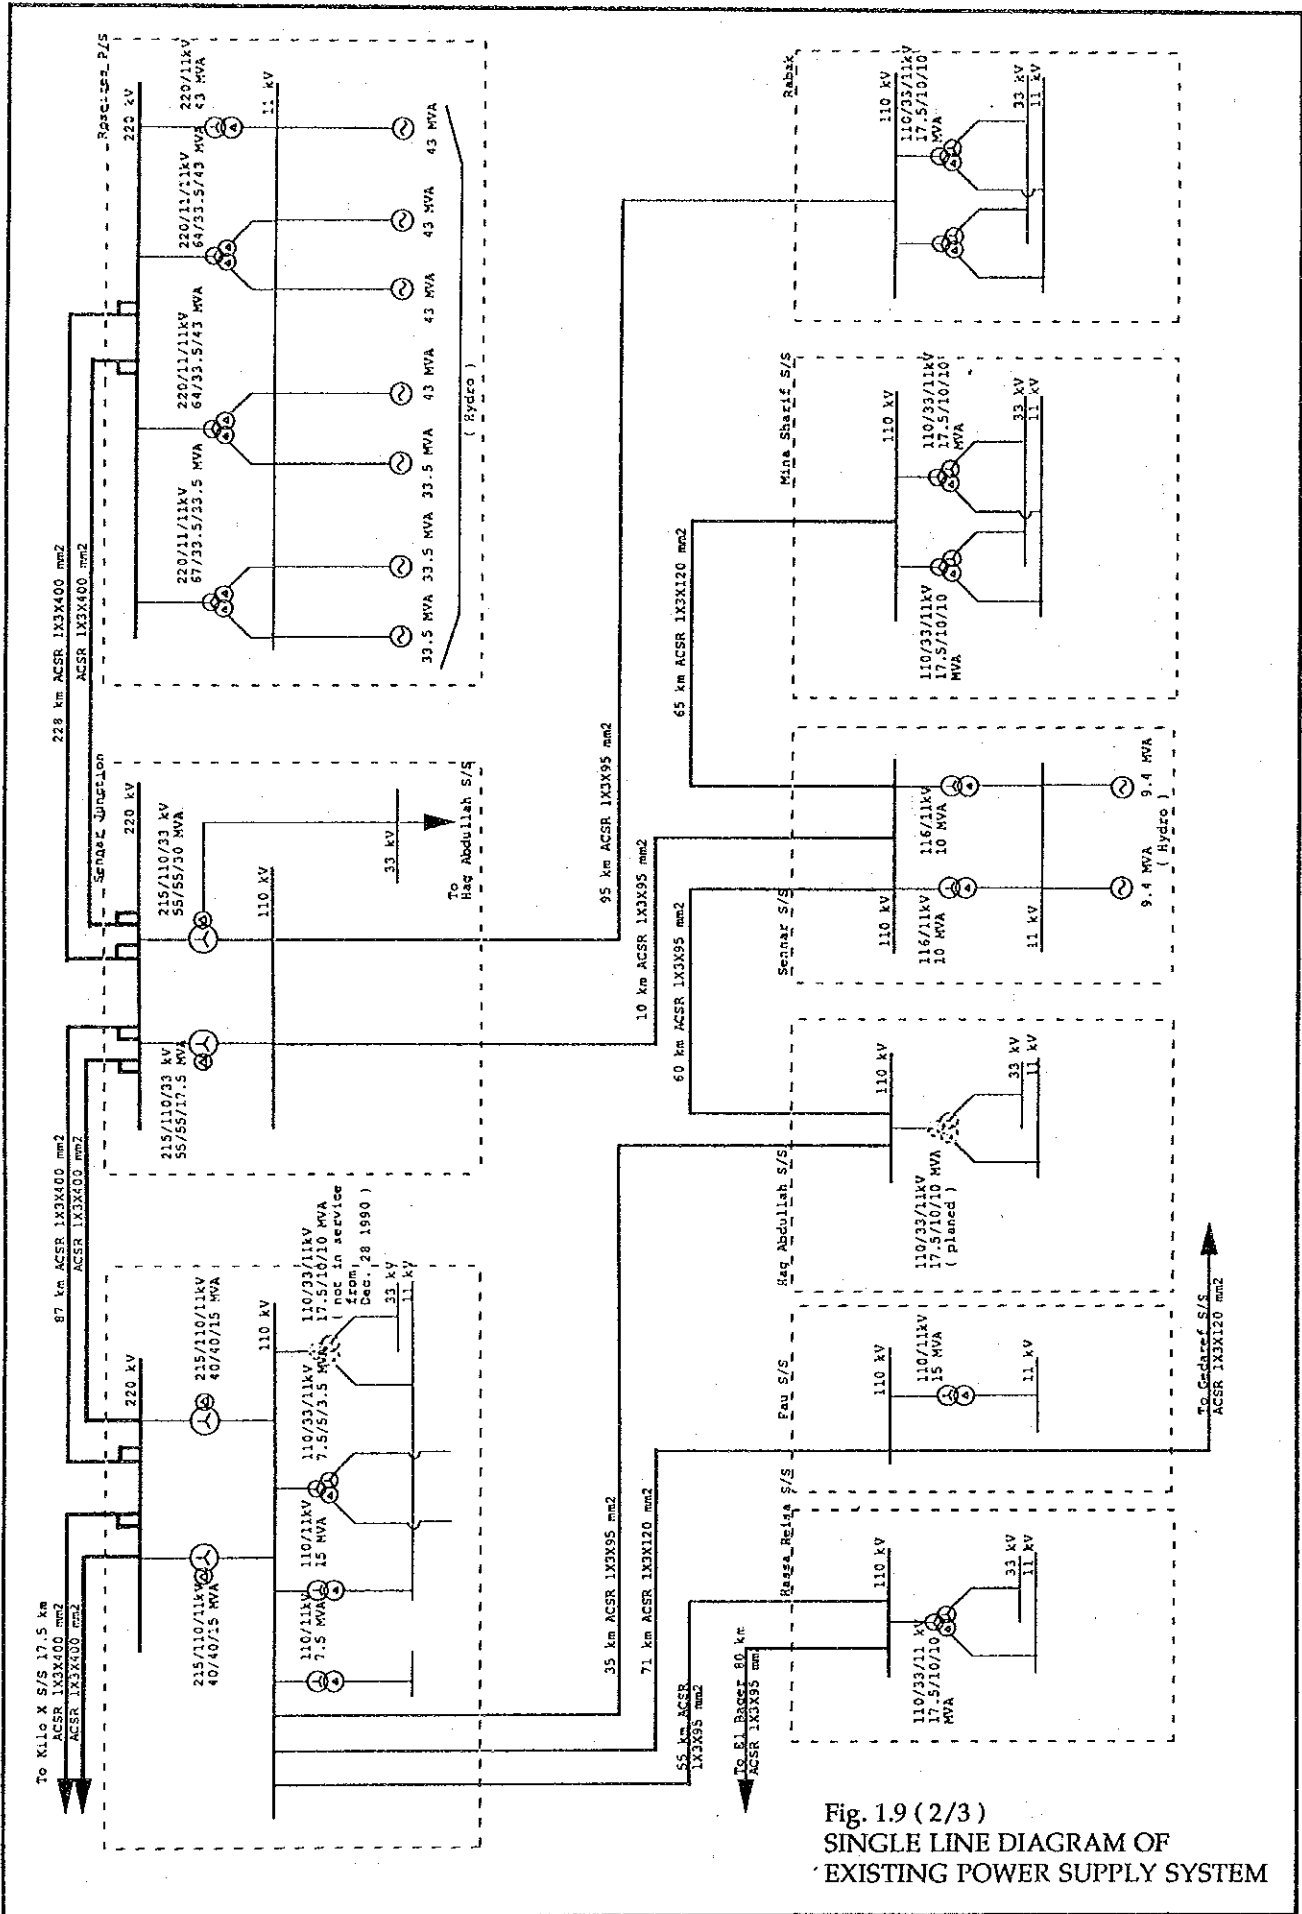 Roseires P/S
220 kV
220/11kV
43 MVA
220/11/11kV
64/33.5/43 MVA
220/11/11kV
64/33.5/43 MVA
220/11/11kV
67/33.5/33.5 MVA
11 kV
43 MVA
43 MVA
43 MVA
43 MVA
33.5 MVA
33.5 MVA
33.5 MVA
( Hydro )
228 km ACSR 1X3X400 mm2
ACSR 1X3X400 mm2
Sennar Junction
220 kV
215/110/33 kV
55/55/30 MVA
215/110/33 kV
55/55/17.5 MVA
110 kV
33 kV
To
Haq Abdullah S/S
87 km ACSR 1X3X400 mm2
ACSR 1X3X400 mm2
220 kV
215/110/11kV
40/40/15 MVA
215/110/11kV
40/40/15 MVA
110 kV
110/33/11kV
17.5/10/10 MVA
( not in service
from
Dec. 28 1990 )
33 kV
11 kV
110/33/11kV
7.5/5/3.5 MVA
110/11kV
15 MVA
110/11kV
7.5 MVA
To Kilo X S/S 17.5 km
ACSR 1X3X400 mm2
ACSR 1X3X400 mm2
95 km ACSR 1X3X95 mm2
10 km ACSR 1X3X95 mm2
65 km ACSR 1X3X120 mm2
60 km ACSR 1X3X95 mm2
35 km ACSR 1X3X95 mm2
71 km ACSR 1X3X120 mm2
55 km ACSR
1X3X95 mm2
To El Bager 80 km
ACSR 1X3X95 mm2
Rabak
110 kV
110/33/11kV
17.5/10/10
MVA
33 kV
11 kV
Mina Sharif S/S
110 kV
110/33/11kV
17.5/10/10
MVA
110/33/11kV
17.5/10/10
MVA
33 kV
11 kV
Sennar S/S
110 kV
116/11kV
10 MVA
116/11kV
10 MVA
11 kV
9.4 MVA
9.4 MVA
( Hydro )
Haq Abdullah S/S
110 kV
110/33/11kV
17.5/10/10 MVA
( planed )
33 kV
11 kV
Fau S/S
110 kV
110/11kV
15 MVA
11 kV
To Gedaref S/S
ACSR 1X3X120 mm2
Hassa Heisa S/S
110 kV
110/33/11 kV
17.5/10/10
MVA
33 kV
11 kV
Fig. 1.9 ( 2/3 )
SINGLE LINE DIAGRAM OF
EXISTING POWER SUPPLY SYSTEM